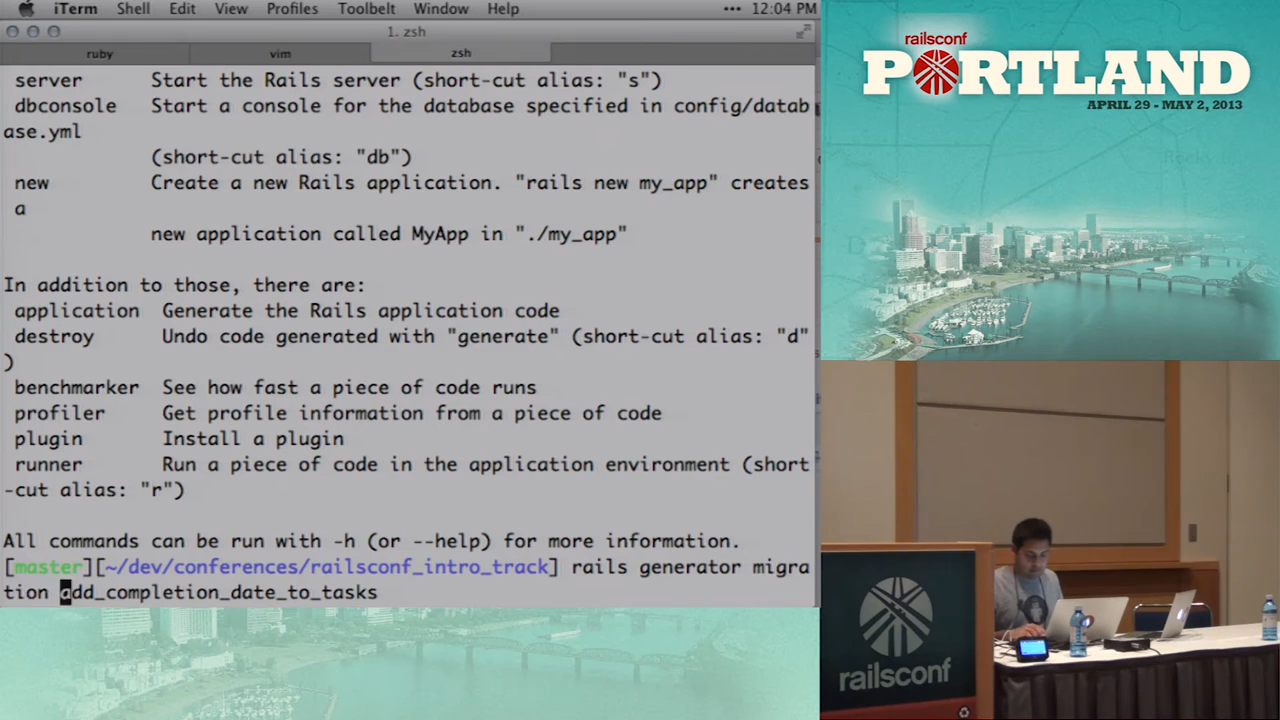 iTerm Shell Edit View Profiles Toolbelt Window Help ••• 12:04 PM
1. zsh
ruby vim zsh
server Start the Rails server (short-cut alias: "s")
dbconsole Start a console for the database specified in config/datab
ase.yml
(short-cut alias: "db")
new Create a new Rails application. "rails new my_app" creates
a
new application called MyApp in "./my_app"
In addition to those, there are:
application Generate the Rails application code
destroy Undo code generated with "generate" (short-cut alias: "d"
)
benchmarker See how fast a piece of code runs
profiler Get profile information from a piece of code
plugin Install a plugin
runner Run a piece of code in the application environment (short
-cut alias: "r")
All commands can be run with -h (or --help) for more information.
[master][~/dev/conferences/railsconf_intro_track] rails generator migra
tion add_completion_date_to_tasks
railsconf
PORTLAND
APRIL 29 - MAY 2, 2013
railsconf